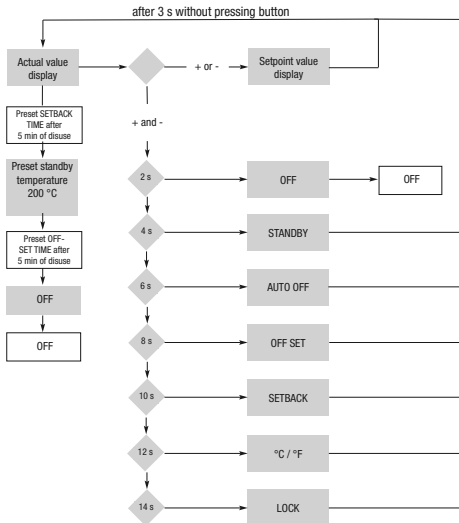 after 3 s without pressing button
Actual value
display
+ or -
Setpoint value
display
Preset SETBACK
TIME after
5 min of disuse
+ and -
Preset standby
temperature
200 °C
2 s
OFF
OFF
4 s
STANDBY
Preset OFF-
SET TIME after
5 min of disuse
6 s
AUTO OFF
OFF
8 s
OFF SET
OFF
10 s
SETBACK
12 s
°C / °F
14 s
LOCK